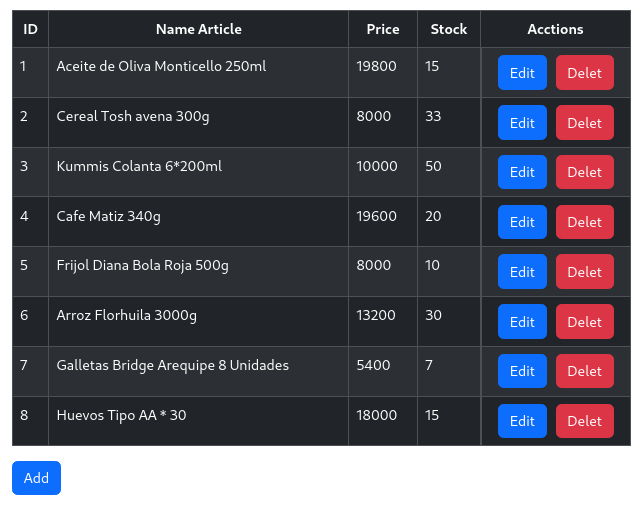 ID Name Article Price Stock Acctions
1 Aceite de Oliva Monticello 250ml 19800 15 Edit Delet
2 Cereal Tosh avena 300g 8000 33 Edit Delet
3 Kummis Colanta 6*200ml 10000 50 Edit Delet
4 Cafe Matiz 340g 19600 20 Edit Delet
5 Frijol Diana Bola Roja 500g 8000 10 Edit Delet
6 Arroz Florhuila 3000g 13200 30 Edit Delet
7 Galletas Bridge Arequipe 8 Unidades 5400 7 Edit Delet
8 Huevos Tipo AA * 30 18000 15 Edit Delet
Add